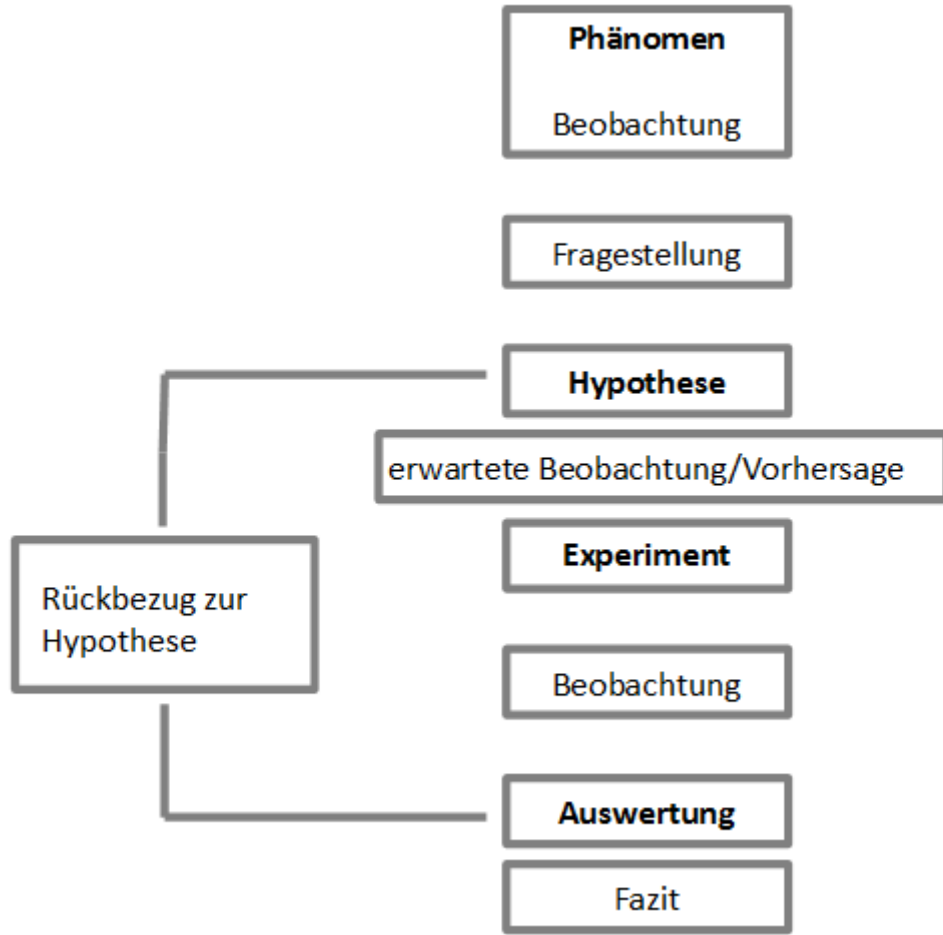 Phänomen
Beobachtung
Fragestellung
Hypothese
erwartete Beobachtung/Vorhersage
Experiment
Rückbezug zur
Hypothese
Beobachtung
Auswertung
Fazit